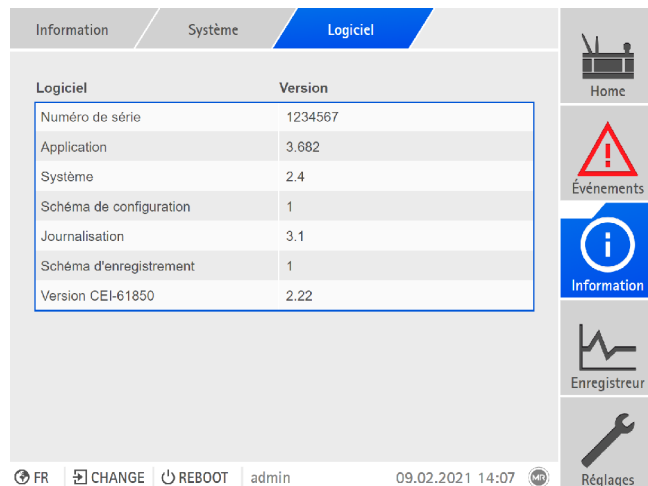 Information Système Logiciel
Logiciel Version
Numéro de série 1234567
Application 3.682
Système 2.4
Schéma de configuration 1
Journalisation 3.1
Schéma d'enregistrement 1
Version CEI-61850 2.22
Home
Événements
Information
Enregistreur
Réglages
FR CHANGE REBOOT admin 09.02.2021 14:07 MR